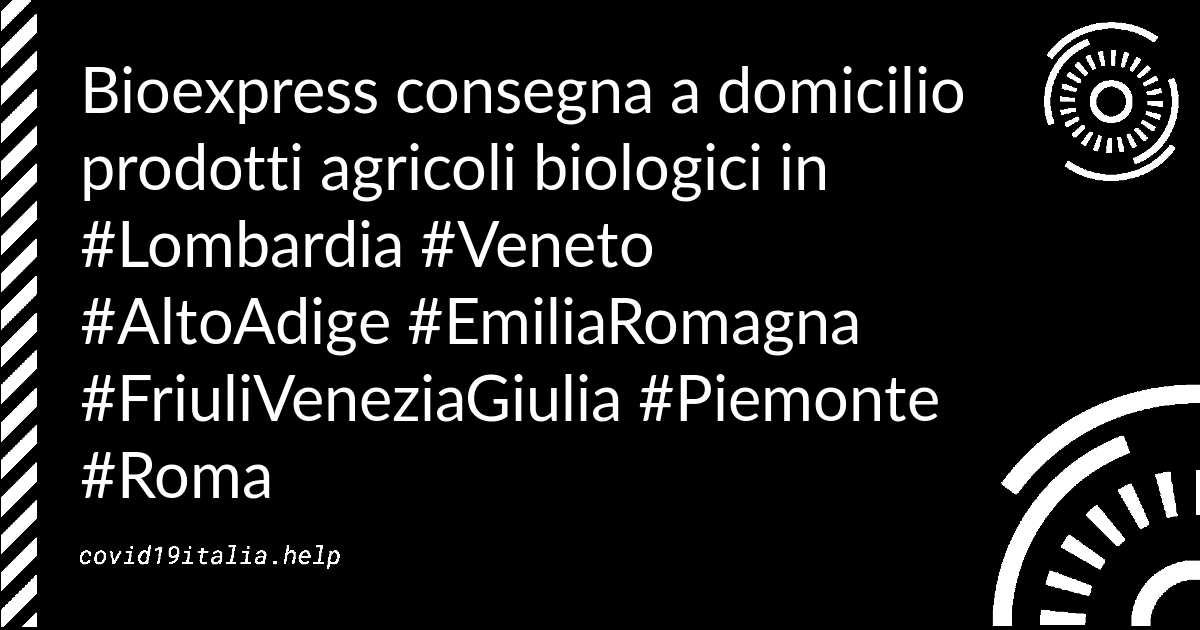 Bioexpress consegna a domicilio
prodotti agricoli biologici in
#Lombardia #Veneto
#AltoAdige #EmiliaRomagna
#FriuliVeneziaGiulia #Piemonte
#Roma
covid19italia.help